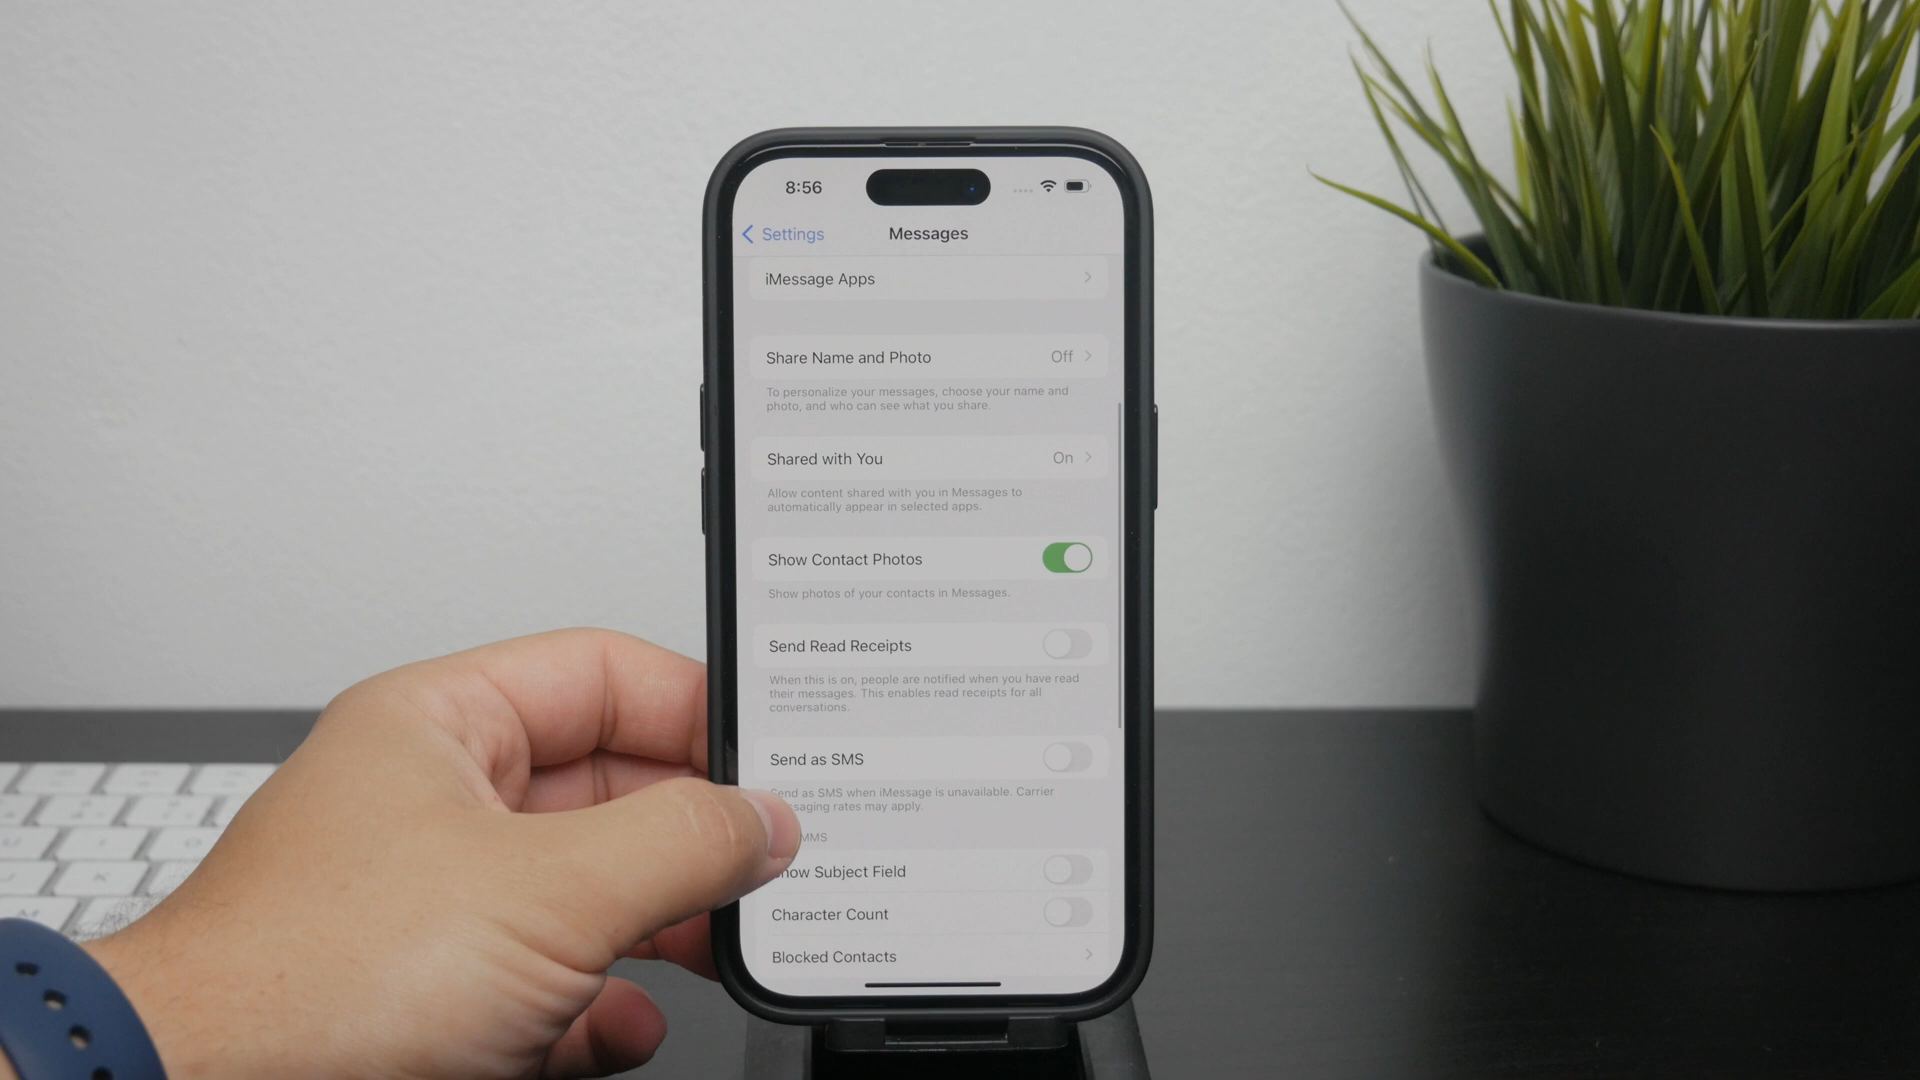 8:56
Settings
Messages
iMessage Apps
Share Name and Photo Off
To personalize your messages, choose your name and
photo, and who can see what you share.
Shared with You On
Allow content shared with you in Messages to
automatically appear in selected apps.
Show Contact Photos
Show photos of your contacts in Messages.
Send Read Receipts
When this is on, people are notified when you have read
their messages. This enables read receipts for all
conversations.
Send as SMS
Send as SMS when iMessage is unavailable. Carrier
saging rates may apply.
MMS
how Subject Field
Character Count
Blocked Contacts
K
M